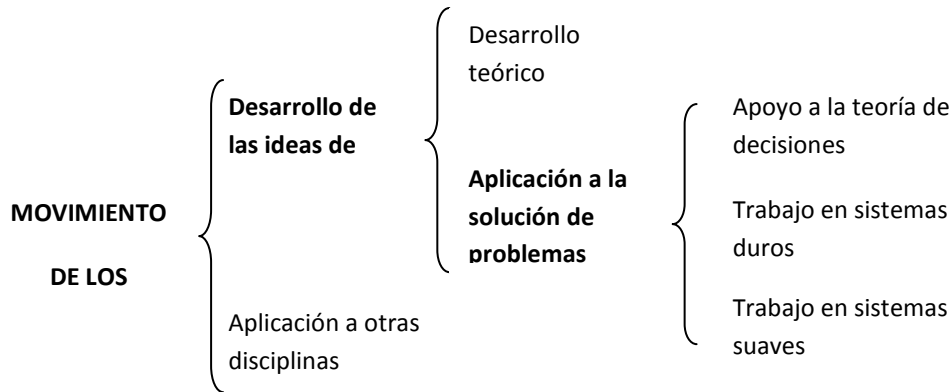 MOVIMIENTO
DE LOS
Desarrollo de
las ideas de
Aplicación a otras
disciplinas
Desarrollo
teórico
Aplicación a la
solución de
problemas
Apoyo a la teoría de
decisiones
Trabajo en sistemas
duros
Trabajo en sistemas
suaves